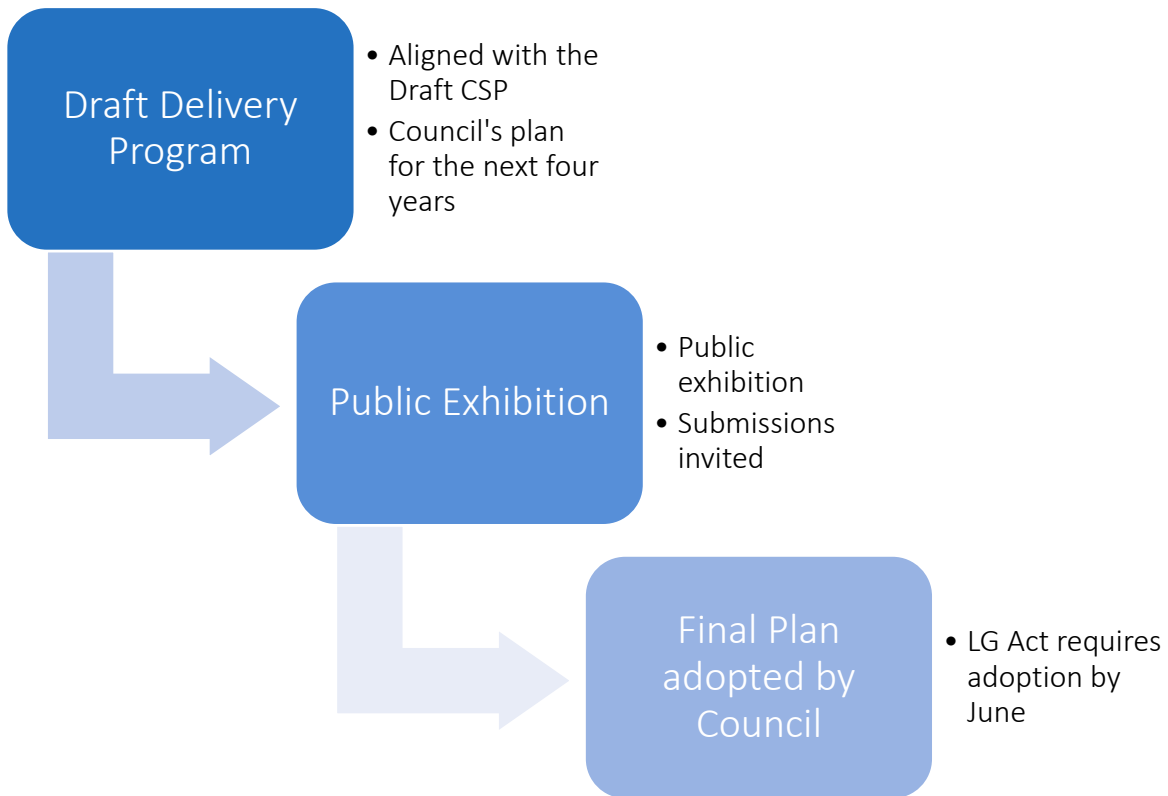 Draft Delivery
Program
• Aligned with the
Draft CSP
• Council's plan
for the next four
years
Public Exhibition
• Public
exhibition
• Submissions
invited
Final Plan
adopted by
Council
• LG Act requires
adoption by
June